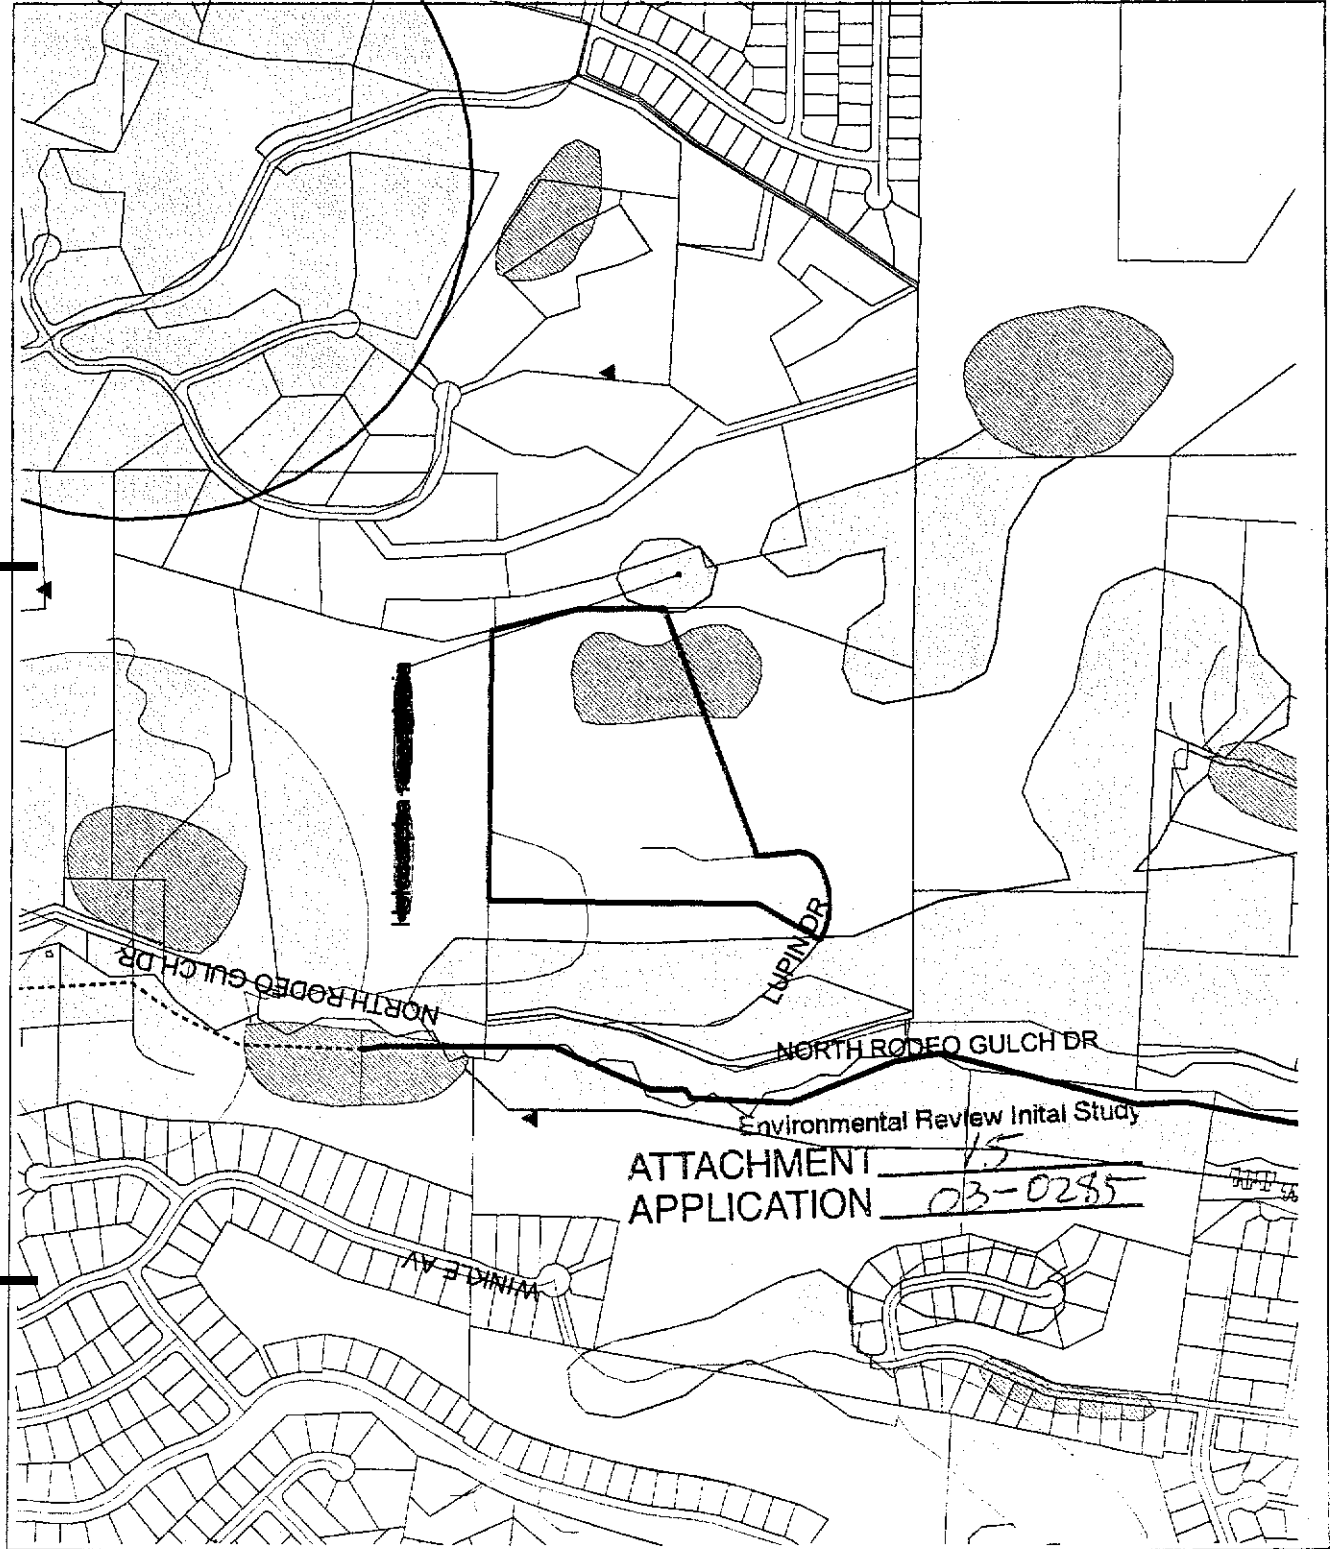 NORTH RODEO GULCH DR
LUPIN DR
NORTH RODEO GULCH DR
Environmental Review Inital Study
ATTACHMENT 15
APPLICATION 03-0285
WINKLE AV